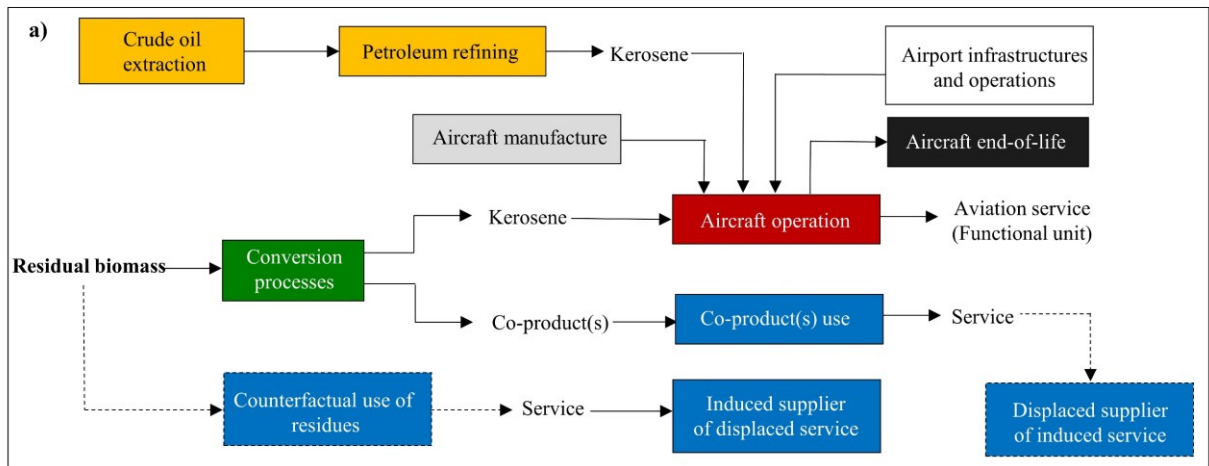 a)
Crude oil
extraction
Petroleum refining
Kerosene
Airport infrastructures
and operations
Aircraft manufacture
Aircraft end-of-life
Kerosene
Aircraft operation
Aviation service
(Functional unit)
Residual biomass
Conversion
processes
Co-product(s)
Co-product(s) use
Service
Counterfactual use of
residues
Service
Induced supplier
of displaced service
Displaced supplier
of induced service